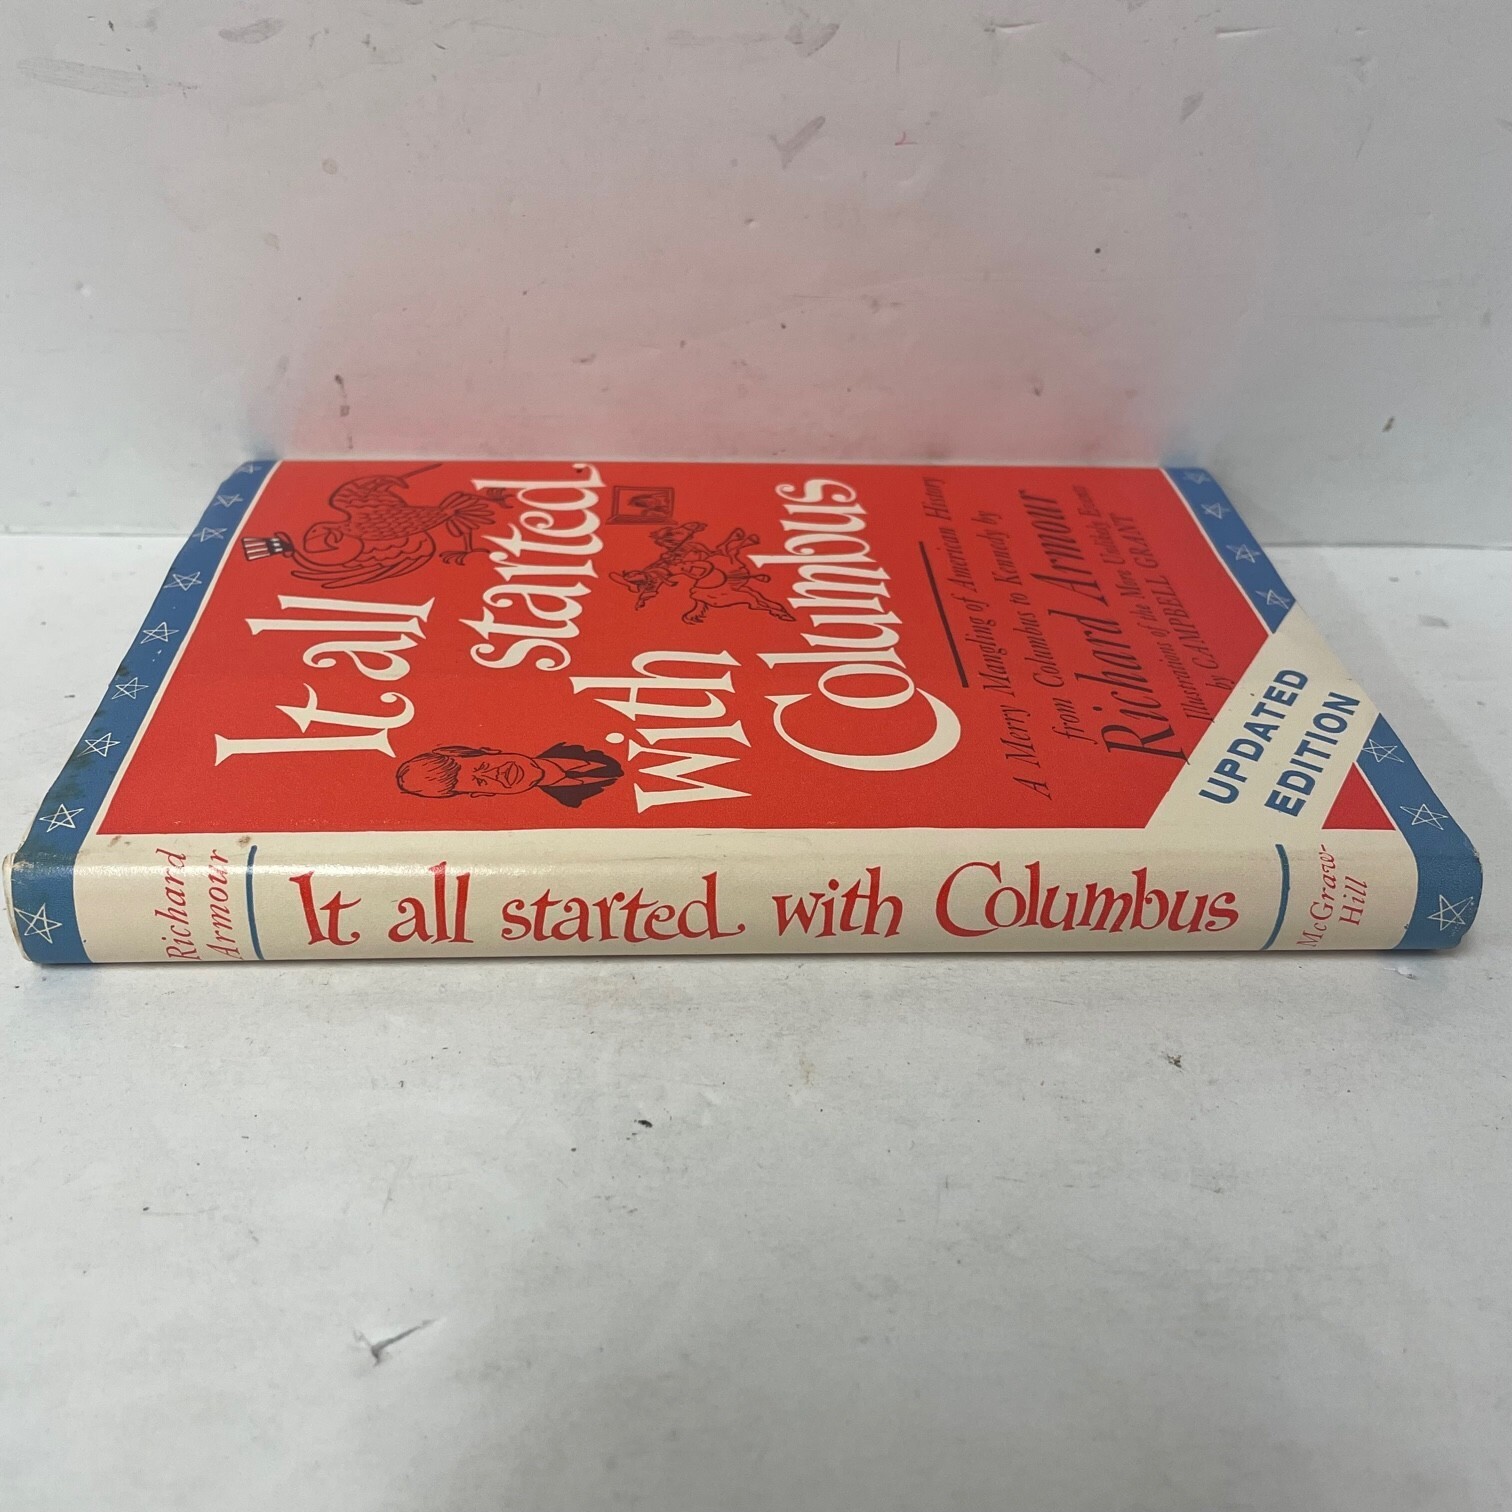 It all
started
with
Columbus
A Merry Mangling of American History
from Columbus to Kennedy by
Richard Armour
Illustrations of the More Unlikely Events
by CAMPBELL GRANT
UPDATED
EDITION
Richard
Armour
It all started with Columbus
McGraw-
Hill